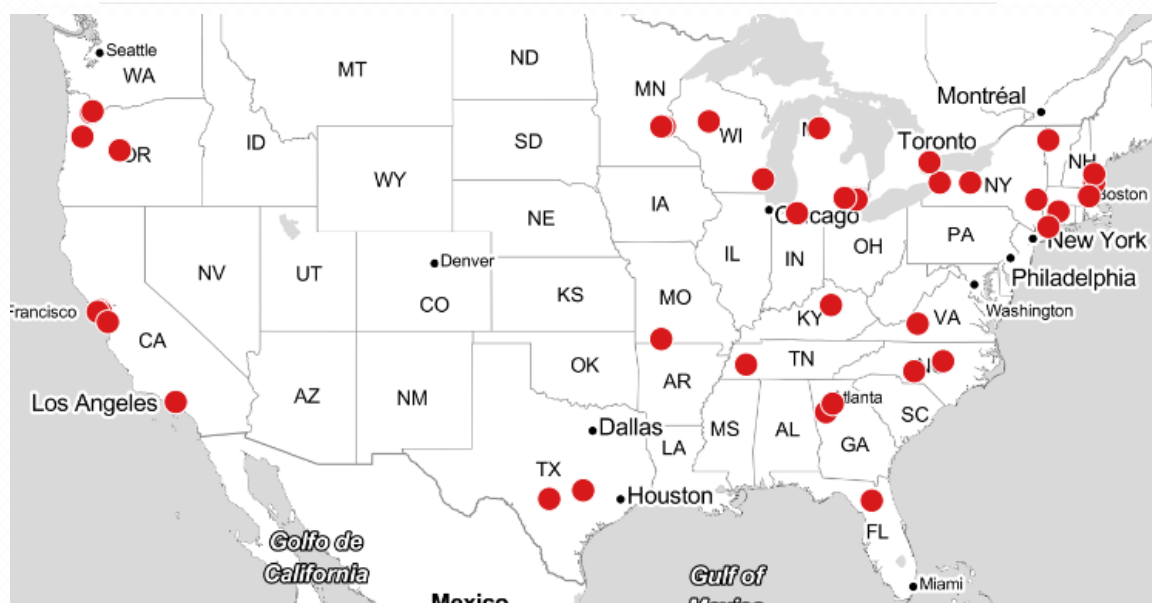 Seattle
WA
MT
ND
MN
Montréal
OR
ID
SD
WI
M
Toronto
NH
WY
NY
Boston
IA
Chicago
NE
NV
UT
Denver
CO
IL
IN
OH
PA
New York
Philadelphia
Francisco
CA
KS
MO
KY
VA
Washington
Los Angeles
AZ
NM
OK
AR
TN
N
SC
Atlanta
Dallas
LA
MS
AL
GA
TX
Houston
FL
Golfo de
California
Gulf of
Mexico
Mexico
Miami